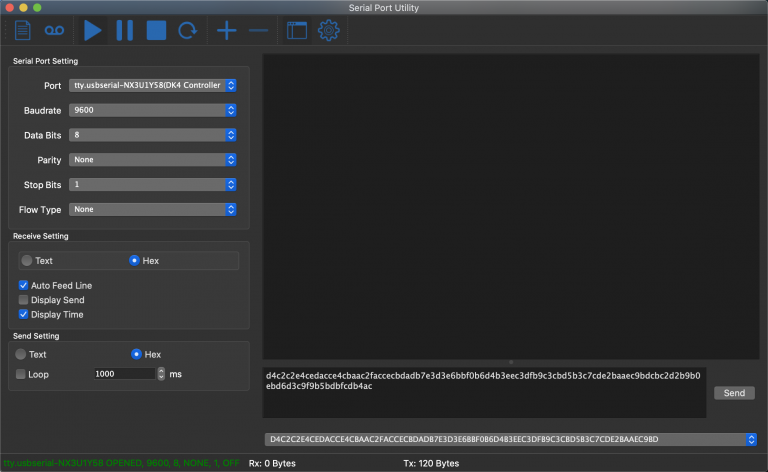 Serial Port Utility
Serial Port Setting
Port tty.usbserial-NX3U1Y58(DK4 Controller
Baudrate 9600
Data Bits 8
Parity None
Stop Bits 1
Flow Type None
Receive Setting
Text Hex
Auto Feed Line
Display Send
Display Time
Send Setting
Text Hex
Loop 1000 ms
d4c2c2e4cedacce4cbaac2faccecbdadb7e3d3e6bbf0b6d4b3eec3dfb9c3cbd5b3c7cde2baaec9bdcbc2d2b9b0
ebd6d3c9f9b5bdbfcdb4ac
Send
D4C2C2E4CEDACCE4CBAAC2FACCECBDADB7E3D3E6BBF0B6D4B3EEC3DFB9C3CBD5B3C7CDE2BAAEC9BD
tty.usbserial-NX3U1Y58 OPENED, 9600, 8, NONE, 1, OFF Rx: 0 Bytes Tx: 120 Bytes